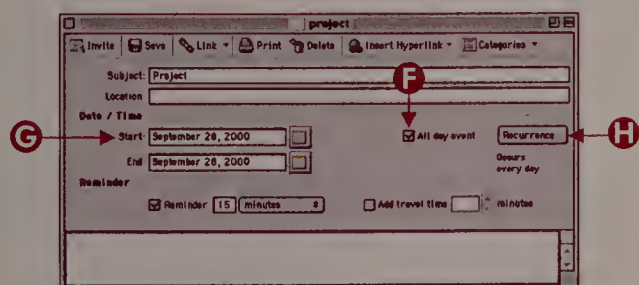 project
Invite Save Link Print Delete Insert Hyperlink Categories
Subject: Project
F
Location
Date / Time
G Start: September 28, 2000 All day event Recurrence H
End September 28, 2000 Occurs
every day
Reminder
Reminder 15 minutes Add travel time minutes